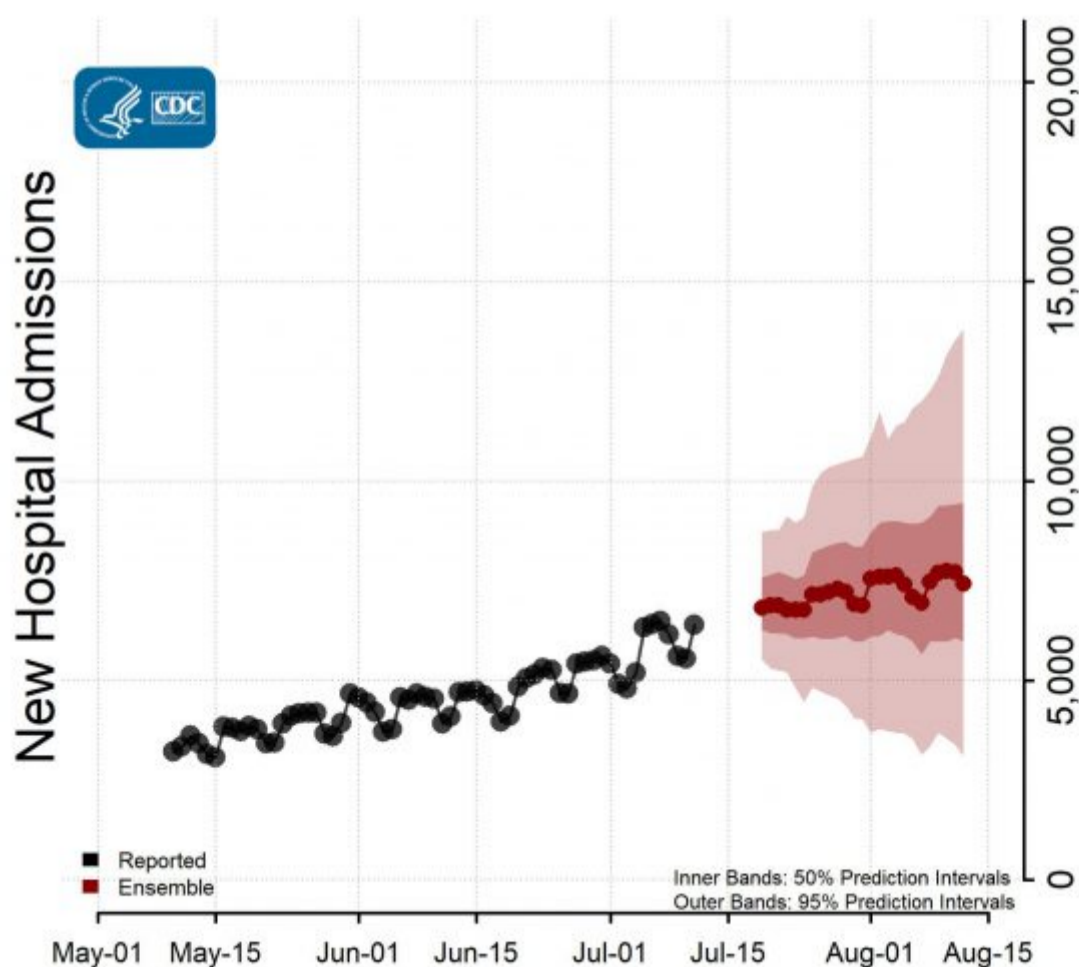 CDC
New Hospital Admissions
20,000
15,000
10,000
5,000
0
Reported
Ensemble
Inner Bands: 50% Prediction Intervals
Outer Bands: 95% Prediction Intervals
May-01 May-15 Jun-01 Jun-15 Jul-01 Jul-15 Aug-01 Aug-15